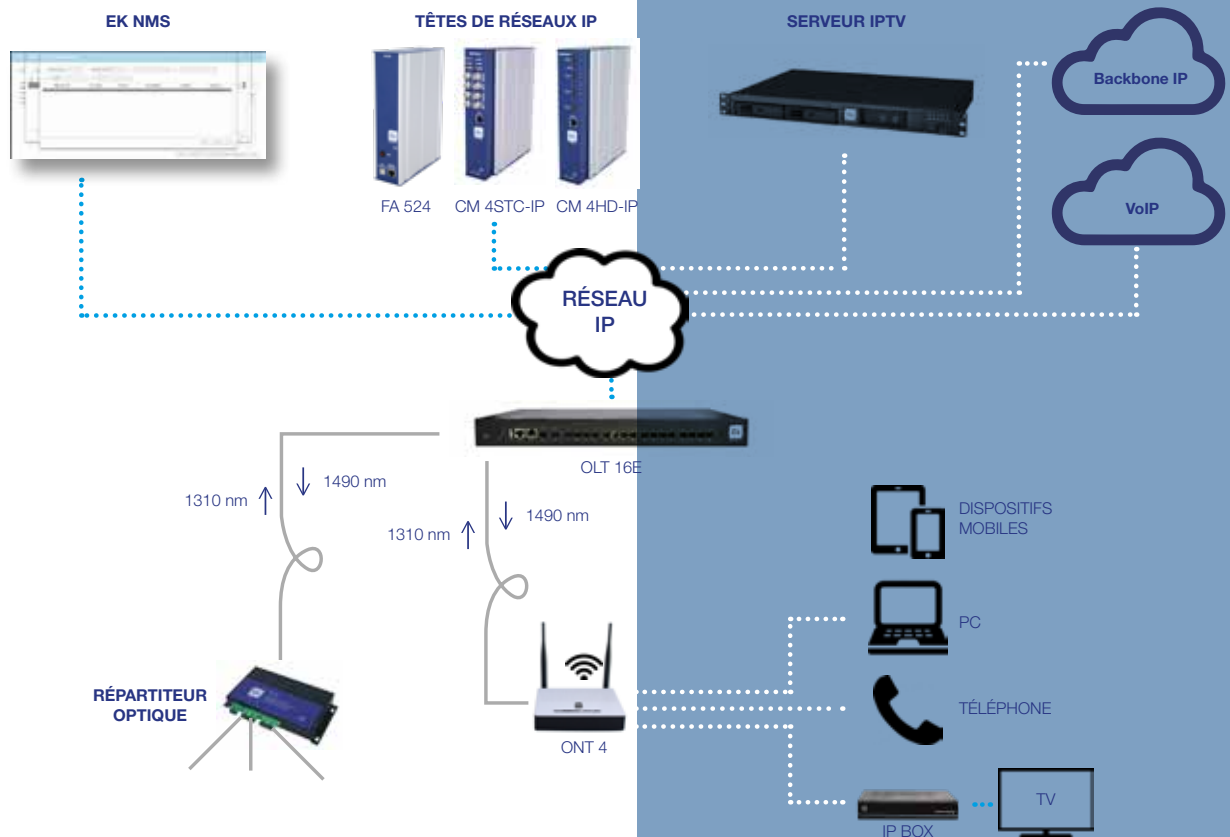 EK NMS
TÊTES DE RÉSEAUX IP
SERVEUR IPTV
Backbone IP
VoIP
FA 524
CM 4STC-IP
CM 4HD-IP
RÉSEAU
IP
OLT 16E
1310 nm
1490 nm
1310 nm
1490 nm
RÉPARTITEUR
OPTIQUE
ONT 4
DISPOSITIFS
MOBILES
PC
TÉLÉPHONE
IP BOX
TV